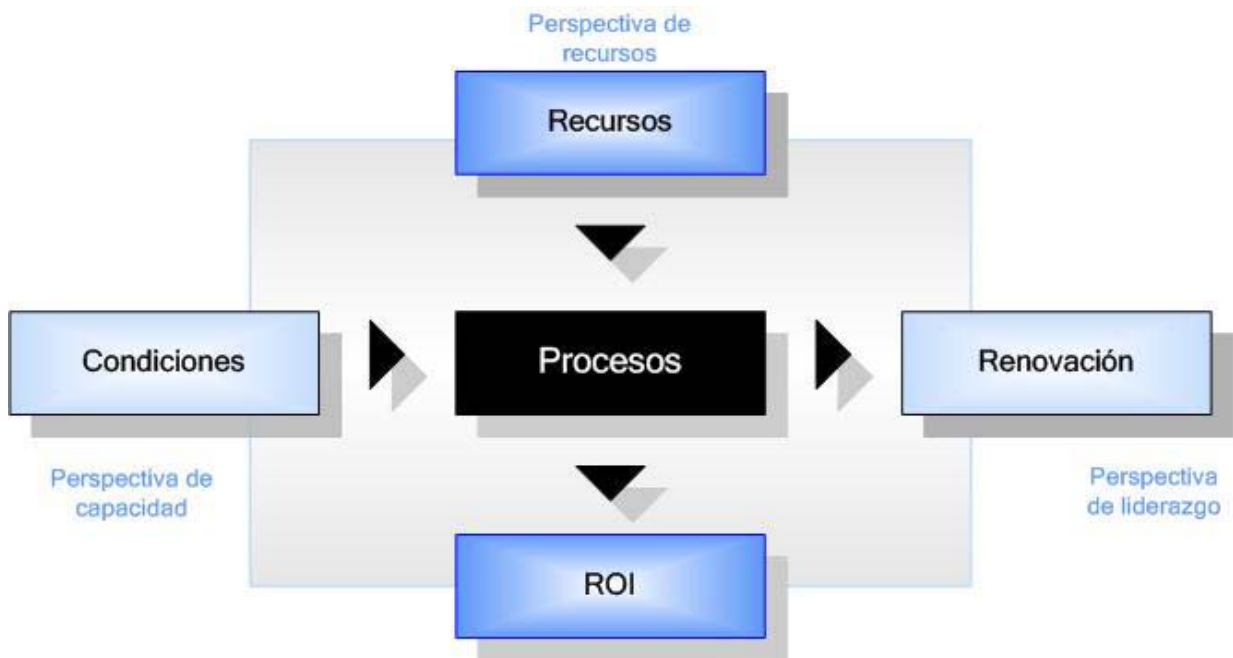 Perspectiva de
recursos
Recursos
Condiciones
Procesos
Renovación
Perspectiva de
capacidad
Perspectiva
de liderazgo
ROI